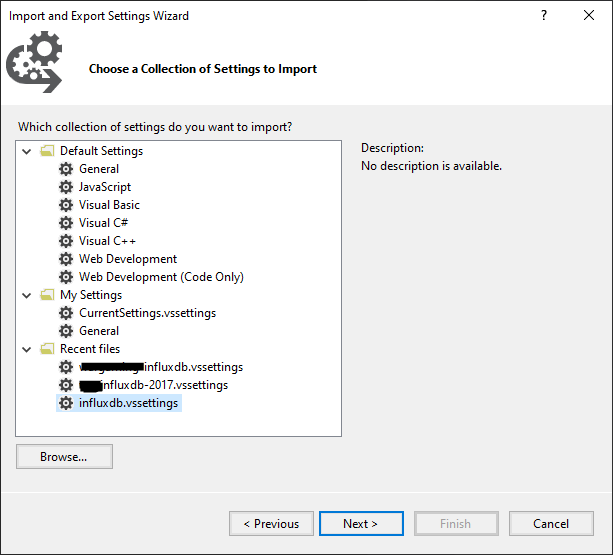 Import and Export Settings Wizard
?
Choose a Collection of Settings to Import
Which collection of settings do you want to import?
Default Settings
General
JavaScript
Visual Basic
Visual C#
Visual C++
Web Development
Web Development (Code Only)
My Settings
CurrentSettings.vssettings
General
Recent files
influxdb.vssettings
influxdb-2017.vssettings
influxdb.vssettings
Description:
No description is available.
Browse...
< Previous
Next >
Finish
Cancel